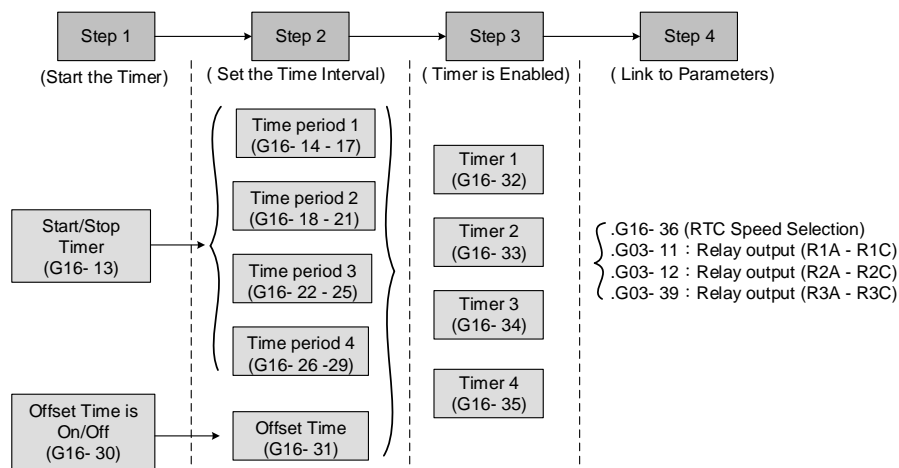 Step 1
Step 2
Step 3
Step 4
(Start the Timer)
( Set the Time Interval)
( Timer is Enabled)
( Link to Parameters)
Start/Stop
Timer
(G16- 13)
Offset Time is
On/Off
(G16- 30)
Time period 1
(G16- 14 - 17)
Time period 2
(G16- 18 - 21)
Time period 3
(G16- 22 - 25)
Time period 4
(G16- 26 -29)
Offset Time
(G16- 31)
Timer 1
(G16- 32)
Timer 2
(G16- 33)
Timer 3
(G16- 34)
Timer 4
(G16- 35)
.G16- 36 (RTC Speed Selection)
.G03- 11：Relay output (R1A - R1C)
.G03- 12：Relay output (R2A - R2C)
.G03- 39：Relay output (R3A - R3C)